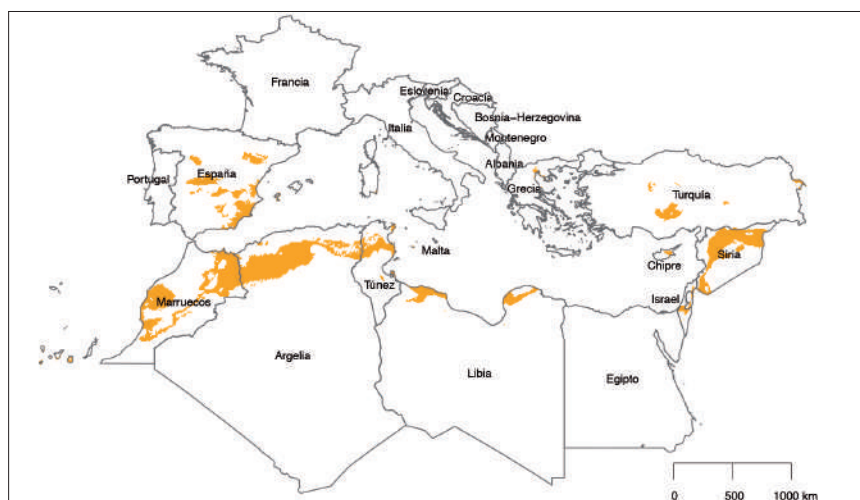 Francia
Eslovenia
Croacia
Bosnia-Herzegovina
Italia
Montenegro
Albania
Portugal
España
Grecia
Turquía
Malta
Chipre
Siria
Túnez
Marruecos
Israel
Argelia
Libia
Egipto
0 500 1000 km